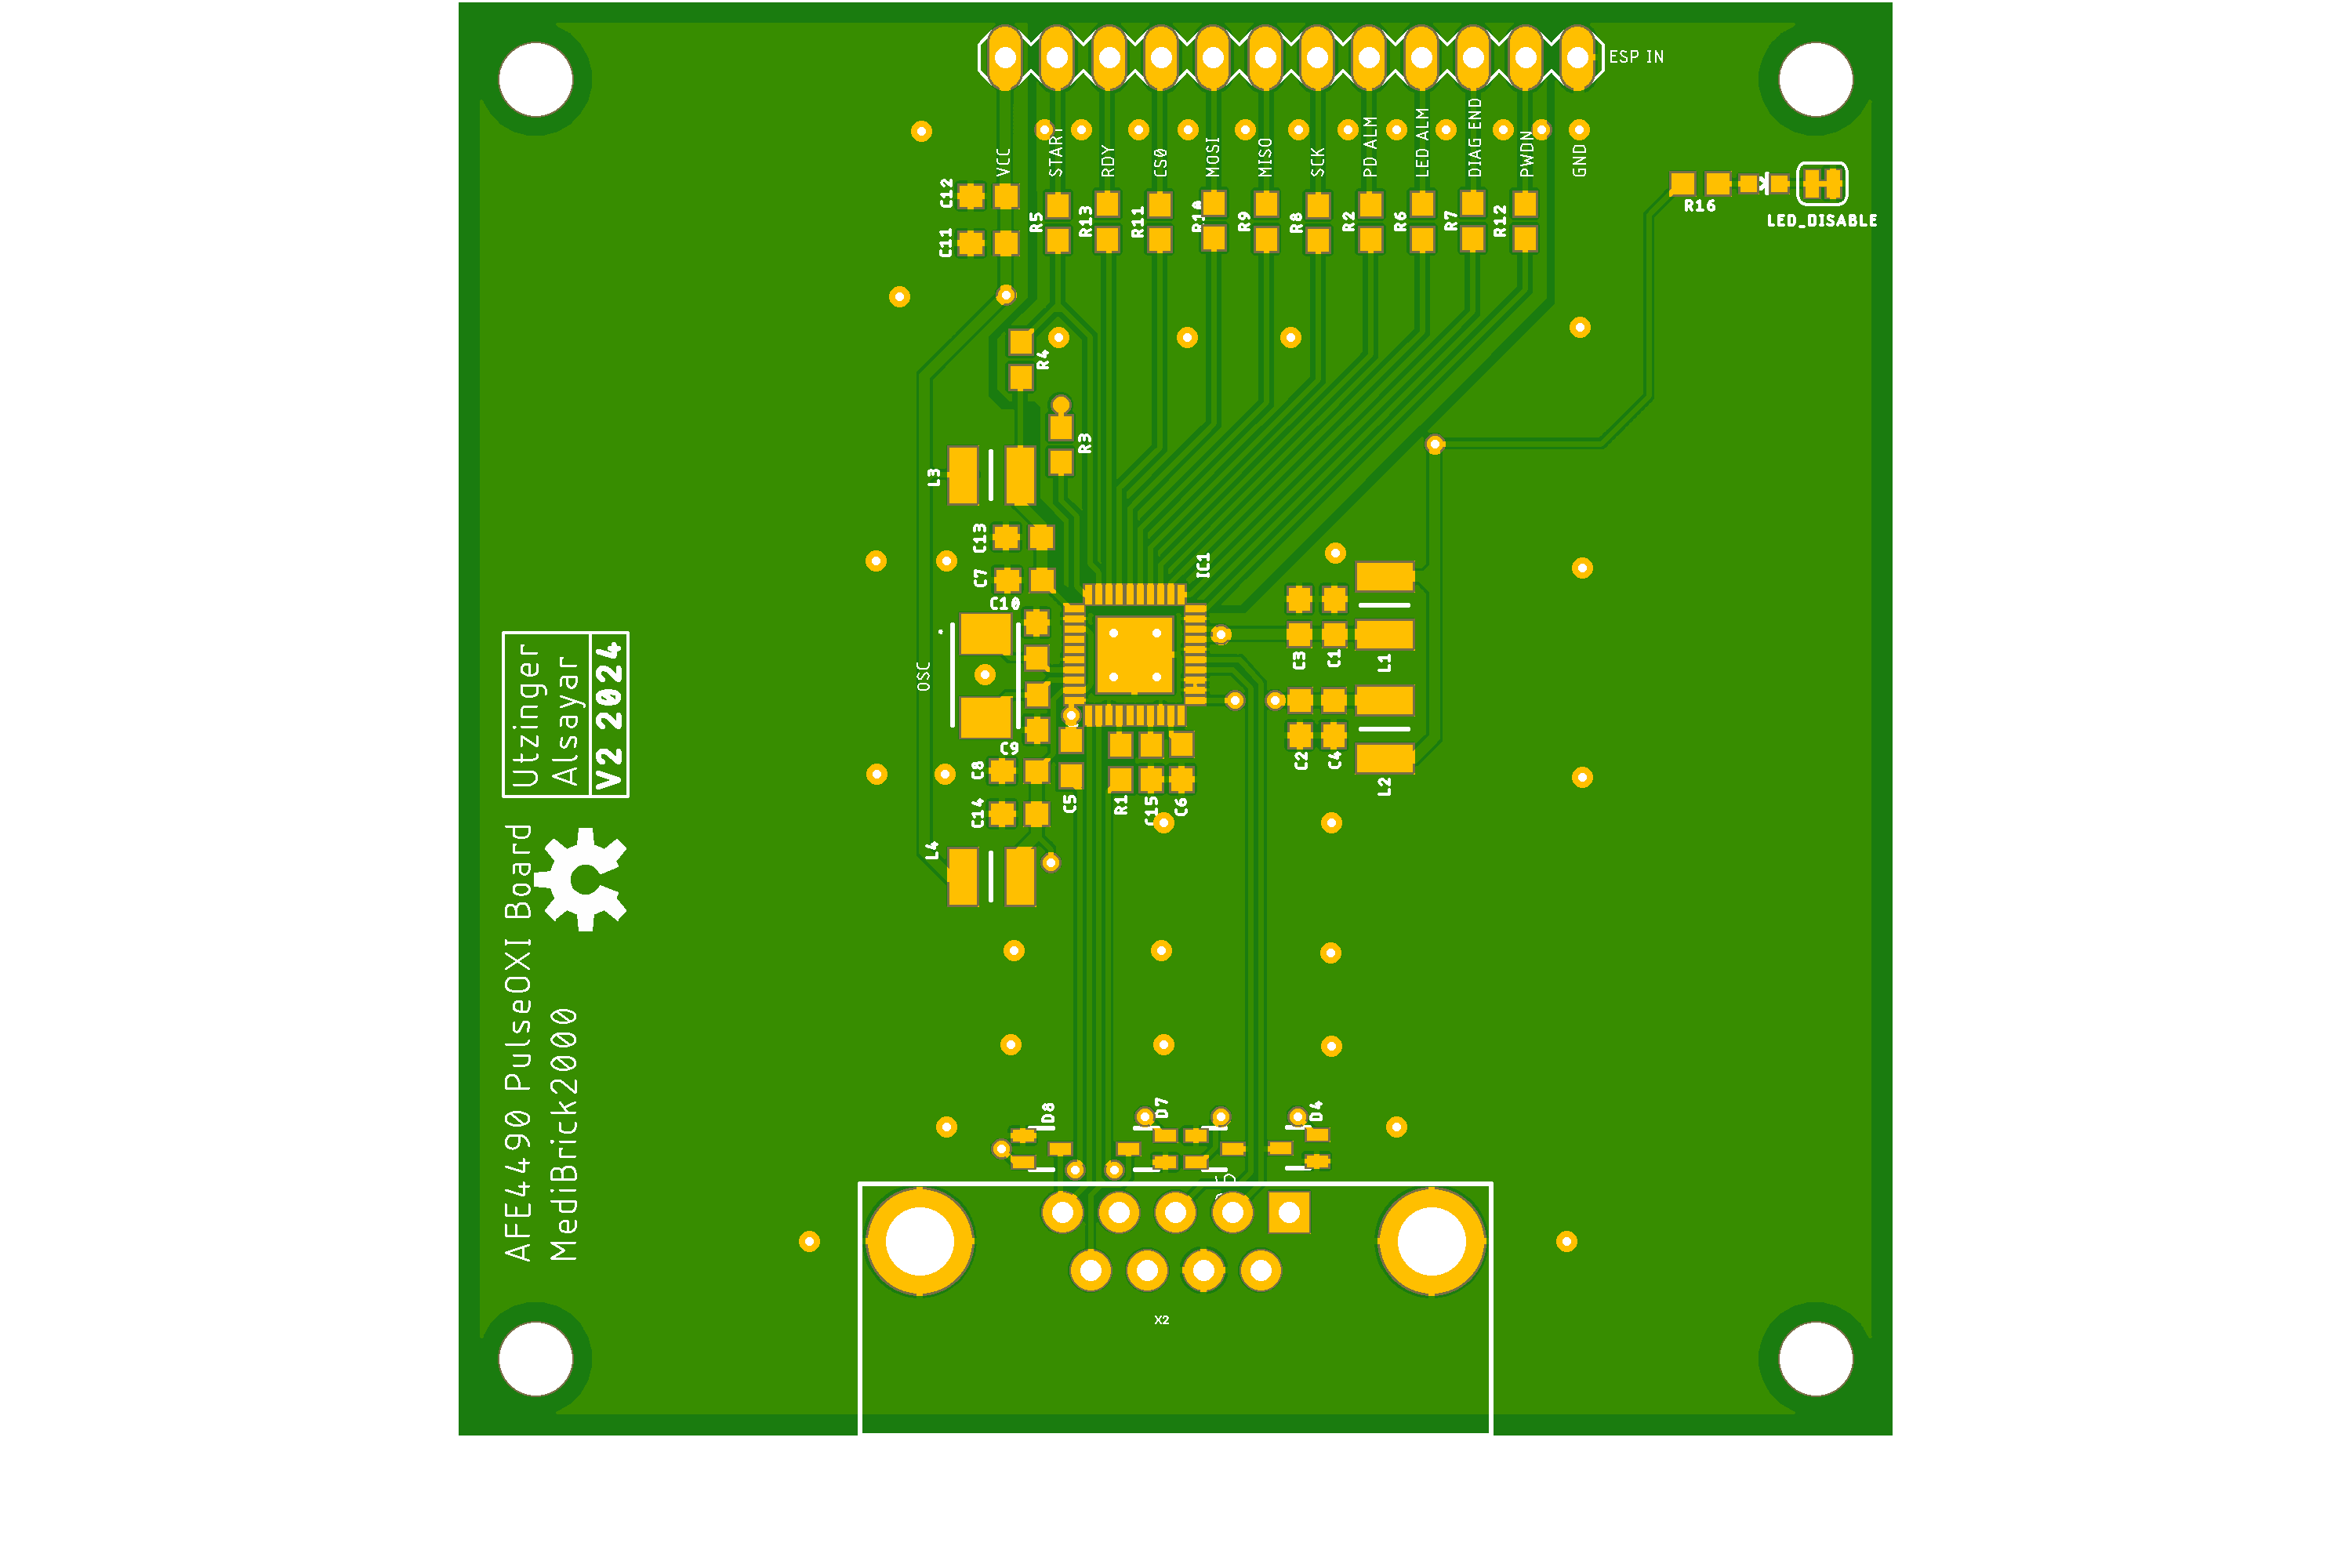 ESP IN
VCC
START
RDY
CS0
MOSI
MISO
SCK
PD ALM
LED ALM
DIAG END
PWDN
GND
C12
C11
R5
R13
R11
R10
R9
R8
R2
R6
R7
R12
R16
LED_DISABLE
R4
R3
L3
C13
C7
C10
IC1
OSC
C9
C8
C14
C5
R1
C15
C6
C3
C1
L1
C2
C4
L2
L4
Utzinger
Alsayar
V2 2024
AFE4490 PulseOXI Board
MediBrick2000
D8
D7
D4
X2